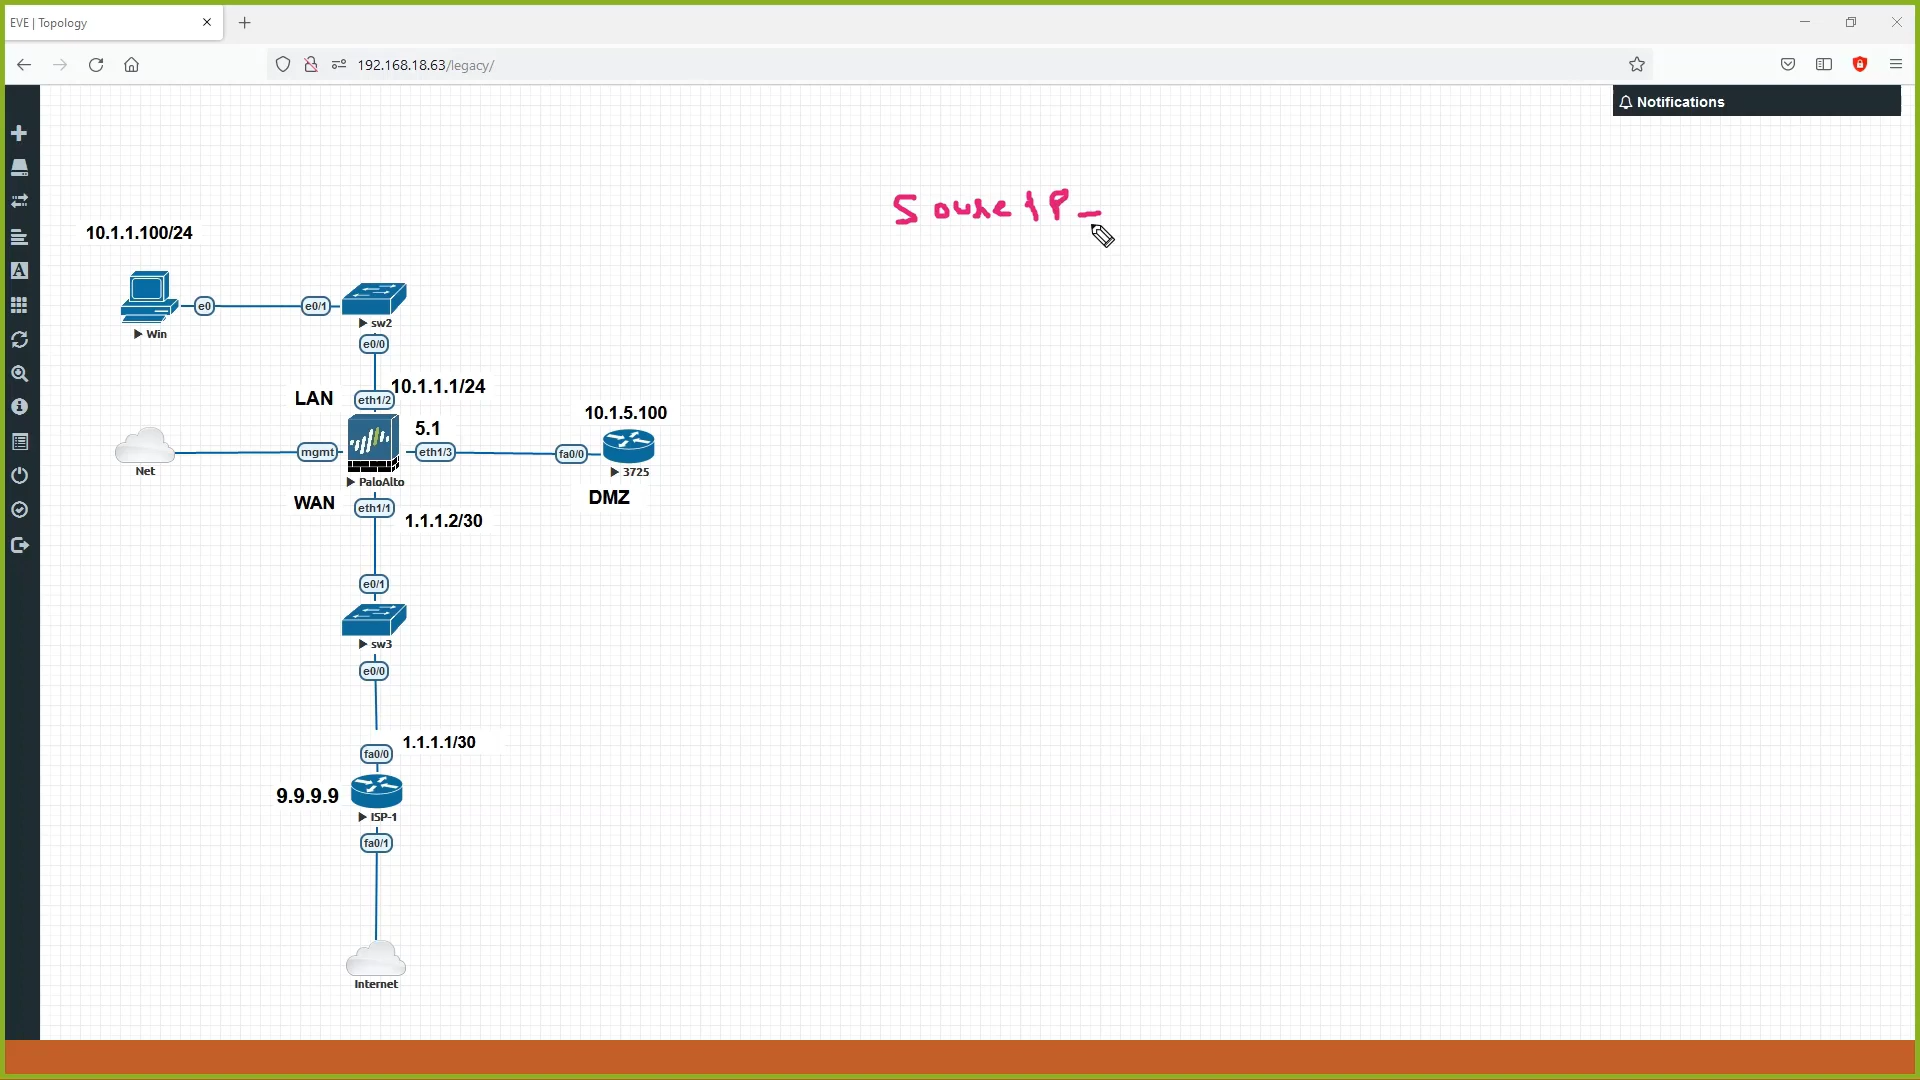 EVE | Topology
192.168.18.63/legacy/
Notifications
Sourse IP -
10.1.1.100/24
e0
e0/1
sw2
Win
e0/0
10.1.1.1/24
LAN
eth1/2
10.1.5.100
5.1
mgmt
eth1/3
fa0/0
Net
3725
PaloAlto
DMZ
WAN
eth1/1
1.1.1.2/30
e0/1
sw3
e0/0
1.1.1.1/30
fa0/0
9.9.9.9
ISP-1
fa0/1
Internet